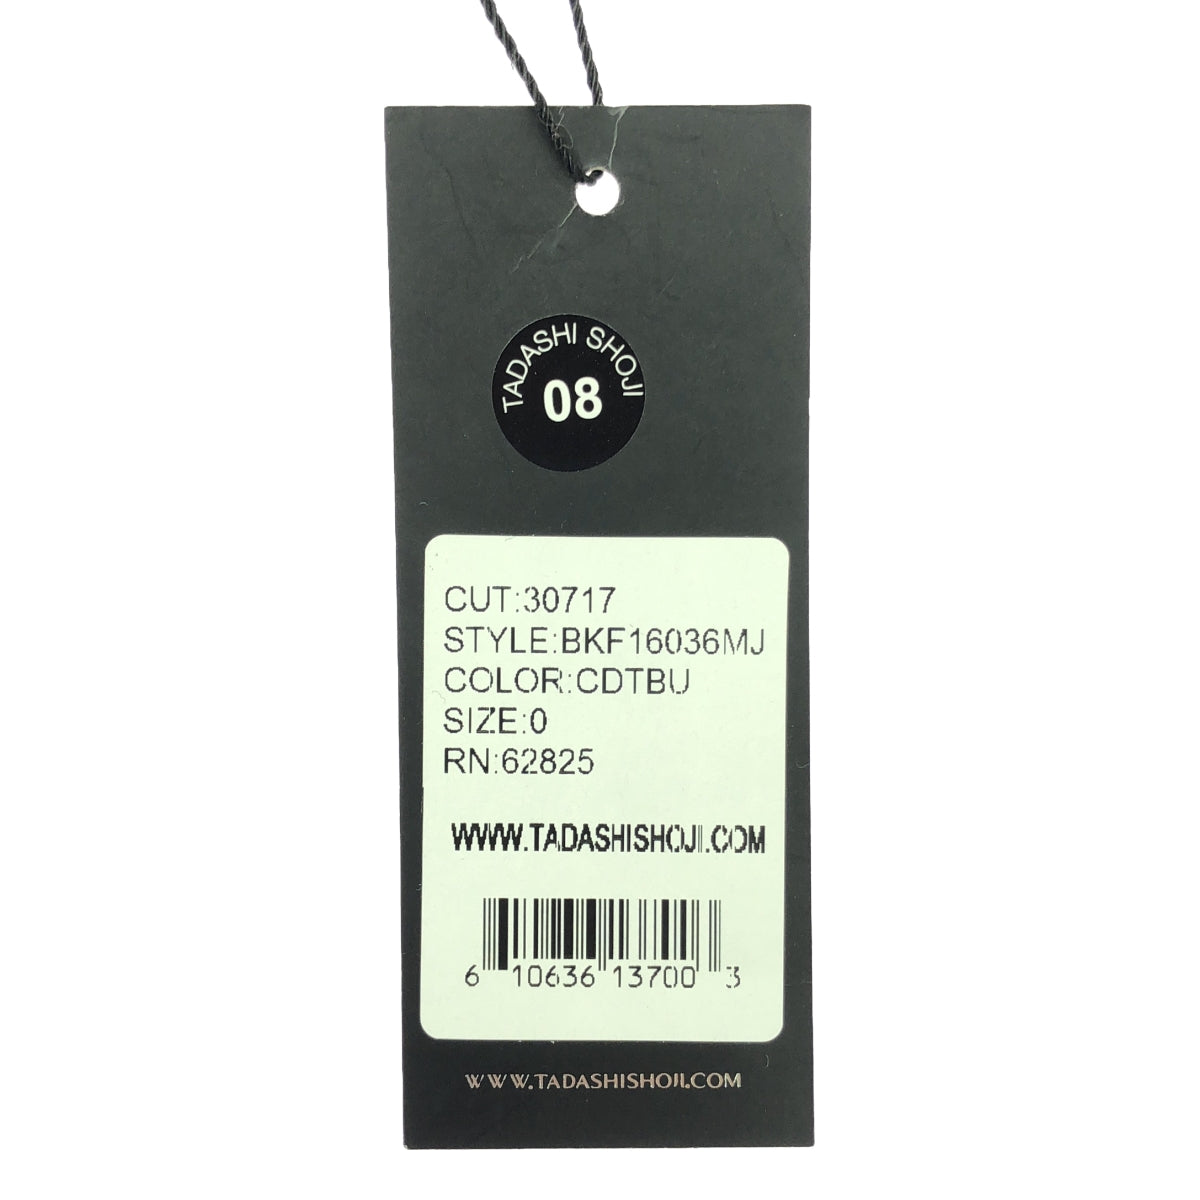 TADASHI SHOJI
08
CUT:30717
STYLE:BKF16036MJ
COLOR:CDTBU
SIZE:0
RN:62825
WWW.TADASHISHOJI.COM
6 10636 13700 3
WWW.TADASHISHOJI.COM